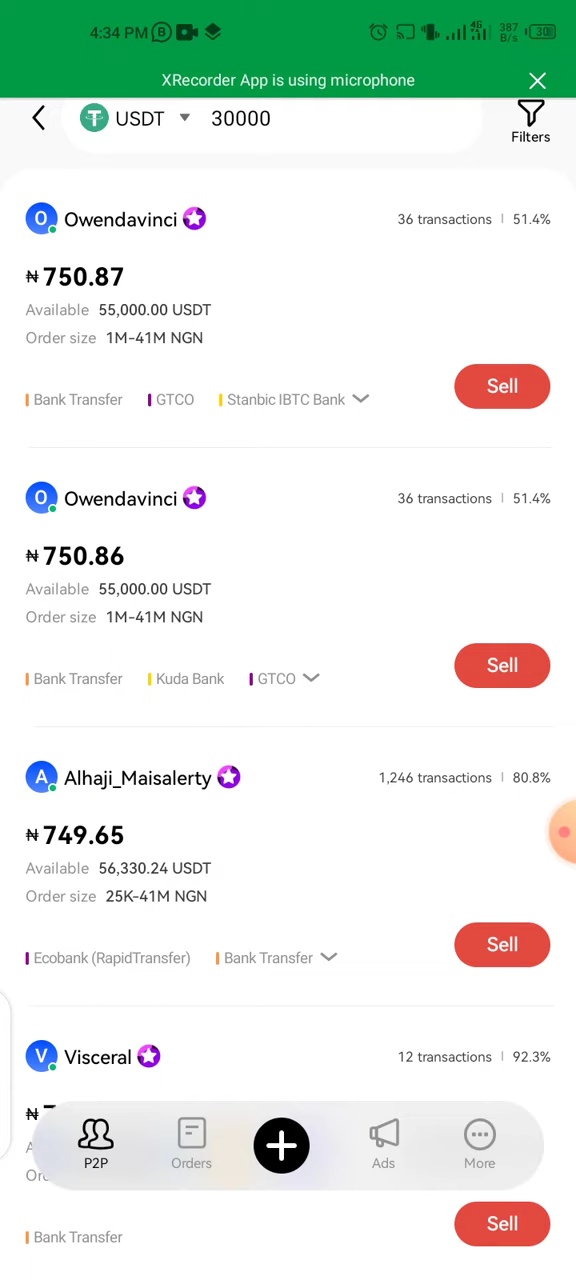 4:34 PM B 4G 387 B/s 30
XRecorder App is using microphone
USDT 30000
Filters
O Owendavinci 36 transactions | 51.4%
₦ 750.87
Available 55,000.00 USDT
Order size 1M-41M NGN
Sell
Bank Transfer GTCO Stanbic IBTC Bank
O Owendavinci 36 transactions | 51.4%
₦ 750.86
Available 55,000.00 USDT
Order size 1M-41M NGN
Sell
Bank Transfer Kuda Bank GTCO
A Alhaji_Maisalerty 1,246 transactions | 80.8%
₦ 749.65
Available 56,330.24 USDT
Order size 25K-41M NGN
Sell
Ecobank (RapidTransfer) Bank Transfer
V Visceral 12 transactions | 92.3%
₦
P2P Orders Ads More
Sell
Bank Transfer